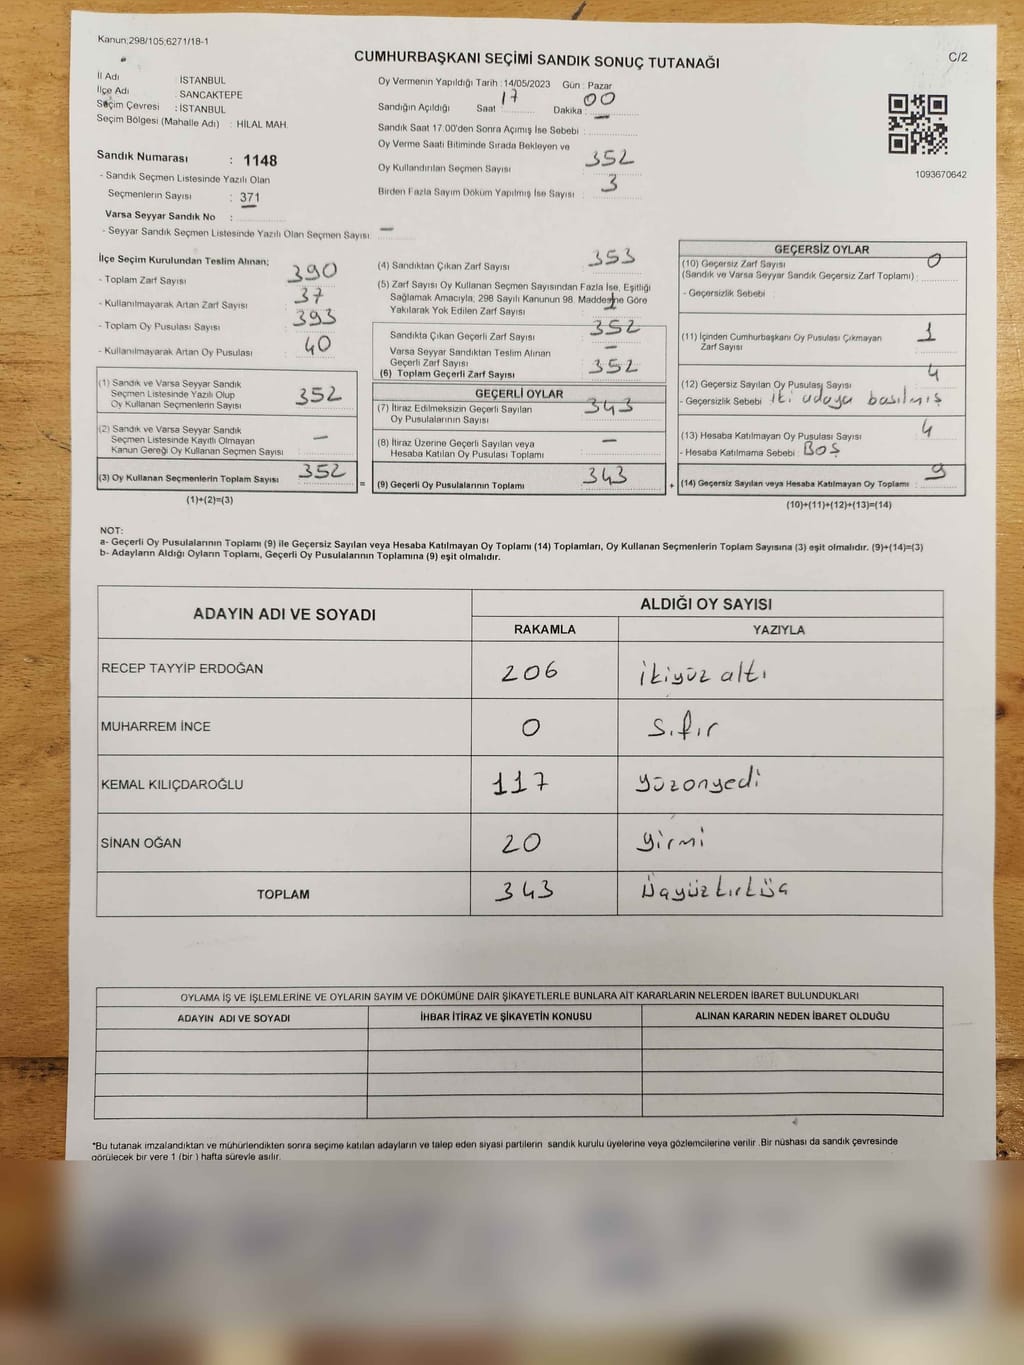 Kanun;298/105;6271/18-1
C/2
CUMHURBAŞKANI SEÇİMİ SANDIK SONUÇ TUTANAĞI
İl Adı : İSTANBUL
İlçe Adı : SANCAKTEPE
Seçim Çevresi : İSTANBUL
Seçim Bölgesi (Mahalle Adı) : HİLAL MAH.
Sandık Numarası : 1148
- Sandık Seçmen Listesinde Yazılı Olan
Seçmenlerin Sayısı : 371
Varsa Seyyar Sandık No :
- Seyyar Sandık Seçmen Listesinde Yazılı Olan Seçmen Sayısı: —
Oy Vermenin Yapıldığı Tarih : 14/05/2023 Gün : Pazar
Sandığın Açıldığı Saat : 17 Dakika : 00
Sandık Saat 17.00'den Sonra Açımış İse Sebebi :
Oy Verme Saati Bitiminde Sırada Bekleyen ve
Oy Kullandırılan Seçmen Sayısı : 352
Birden Fazla Sayım Döküm Yapılmış İse Sayısı : 3
1093670642
İlçe Seçim Kurulundan Teslim Alınan;
- Toplam Zarf Sayısı : 390
- Kullanılmayarak Artan Zarf Sayısı : 37
- Toplam Oy Pusulası Sayısı : 393
- Kullanılmayarak Artan Oy Pusulası : 40
(1) Sandık ve Varsa Seyyar Sandık
Seçmen Listesinde Yazılı Olup
Oy Kullanan Seçmenlerin Sayısı : 352
(2) Sandık ve Varsa Seyyar Sandık
Seçmen Listesinde Kayıtlı Olmayan
Kanun Gereği Oy Kullanan Seçmen Sayısı : —
(3) Oy Kullanan Seçmenlerin Toplam Sayısı : 352
(1)+(2)=(3)
(4) Sandıktan Çıkan Zarf Sayısı : 353
(5) Zarf Sayısı Oy Kullanan Seçmen Sayısından Fazla İse, Eşitliği
Sağlamak Amacıyla, 298 Sayılı Kanunun 98. Maddesine Göre
Yakılarak Yok Edilen Zarf Sayısı : 1
Sandıkta Çıkan Geçerli Zarf Sayısı : 352
Varsa Seyyar Sandıktan Teslim Alınan
Geçerli Zarf Sayısı : —
(6) Toplam Geçerli Zarf Sayısı : 352
GEÇERLİ OYLAR
(7) İtiraz Edilmeksizin Geçerli Sayılan
Oy Pusulalarının Sayısı : 343
(8) İtiraz Üzerine Geçerli Sayılan veya
Hesaba Katılan Oy Pusulası Toplamı : —
= (9) Geçerli Oy Pusulalarının Toplamı : 343
GEÇERSİZ OYLAR
(10) Geçersiz Zarf Sayısı
(Sandık ve Varsa Seyyar Sandık Geçersiz Zarf Toplamı) : 0
- Geçersizlik Sebebi :
(11) İçinden Cumhurbaşkanı Oy Pusulası Çıkmayan
Zarf Sayısı : 1
(12) Geçersiz Sayılan Oy Pusulası Sayısı : 4
- Geçersizlik Sebebi : iki adaya basılmış
(13) Hesaba Katılmayan Oy Pusulası Sayısı : 4
- Hesaba Katılmama Sebebi : BOŞ
+ (14) Geçersiz Sayılan veya Hesaba Katılmayan Oy Toplamı : 9
(10)+(11)+(12)+(13)=(14)
NOT:
a- Geçerli Oy Pusulalarının Toplamı (9) ile Geçersiz Sayılan veya Hesaba Katılmayan Oy Toplamı (14) Toplamları, Oy Kullanan Seçmenlerin Toplam Sayısına (3) eşit olmalıdır. (9)+(14)=(3)
b- Adayların Aldığı Oyların Toplamı, Geçerli Oy Pusulalarının Toplamına (9) eşit olmalıdır.
ADAYIN ADI VE SOYADI ALDIĞI OY SAYISI
RAKAMLA YAZIYLA
RECEP TAYYİP ERDOĞAN 206 ikiyüz altı
MUHARREM İNCE 0 sıfır
KEMAL KILIÇDAROĞLU 117 yüzonyedi
SİNAN OĞAN 20 yirmi
TOPLAM 343 Üçyüzkırküç
OYLAMA İŞ VE İŞLEMLERİNE VE OYLARIN SAYIM VE DÖKÜMÜNE DAİR ŞİKAYETLERLE BUNLARA AİT KARARLARIN NELERDEN İBARET BULUNDUKLARI
ADAYIN ADI VE SOYADI İHBAR İTİRAZ VE ŞİKAYETİN KONUSU ALINAN KARARIN NEDEN İBARET OLDUĞU
*Bu tutanak imzalandıktan ve mühürlendikten sonra seçime katılan adayların ve talep eden siyasi partilerin sandık kurulu üyelerine veya gözlemcilerine verilir .Bir nüshası da sandık çevresinde
görülecek bir yere 1 (bir ) hafta süreyle asılır.